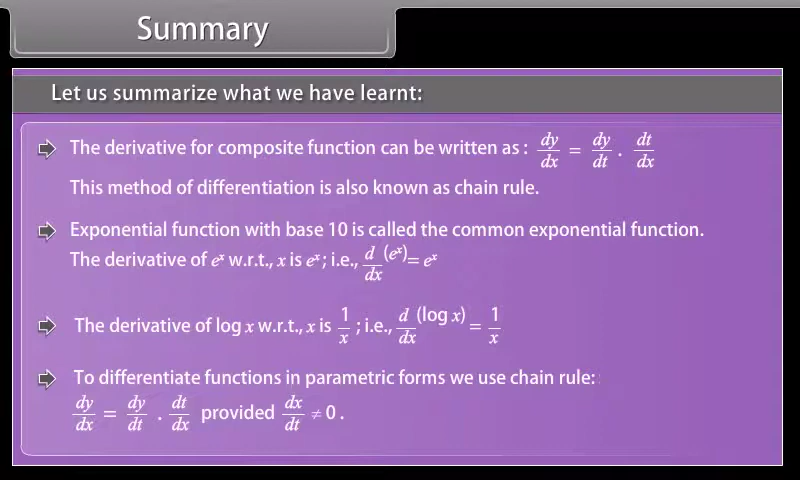 Summary
Let us summarize what we have learnt:
The derivative for composite function can be written as : dy/dx = dy/dt . dt/dx
This method of differentiation is also known as chain rule.
Exponential function with base 10 is called the common exponential function.
The derivative of eˣ w.r.t., x is eˣ ; i.e., d/dx (eˣ) = eˣ
The derivative of log x w.r.t., x is 1/x ; i.e., d/dx (log x) = 1/x
To differentiate functions in parametric forms we use chain rule:
dy/dx = dy/dt . dt/dx provided dx/dt ≠ 0 .